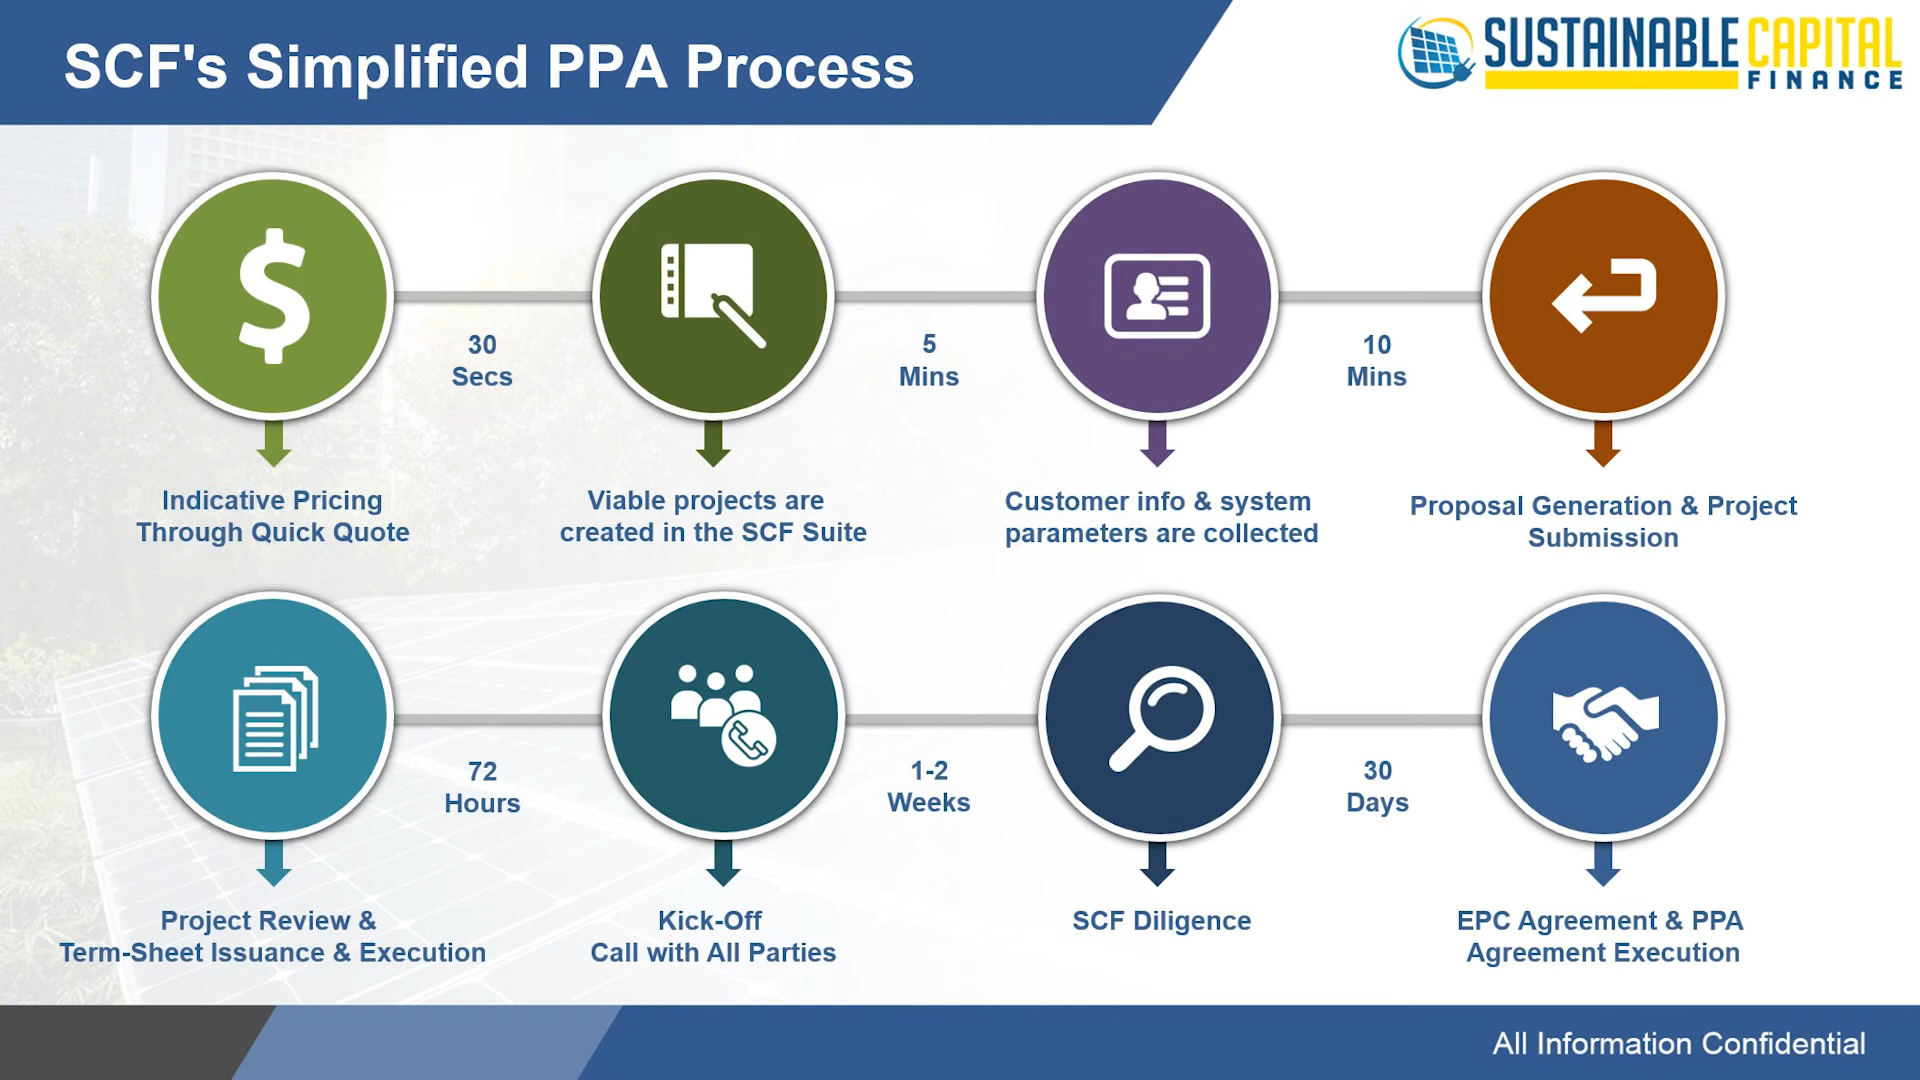 SCF's Simplified PPA Process
SUSTAINABLE CAPITAL
FINANCE
30
Secs
5
Mins
10
Mins
Indicative Pricing
Through Quick Quote
Viable projects are
created in the SCF Suite
Customer info & system
parameters are collected
Proposal Generation & Project
Submission
72
Hours
1-2
Weeks
30
Days
Project Review &
Term-Sheet Issuance & Execution
Kick-Off
Call with All Parties
SCF Diligence
EPC Agreement & PPA
Agreement Execution
All Information Confidential